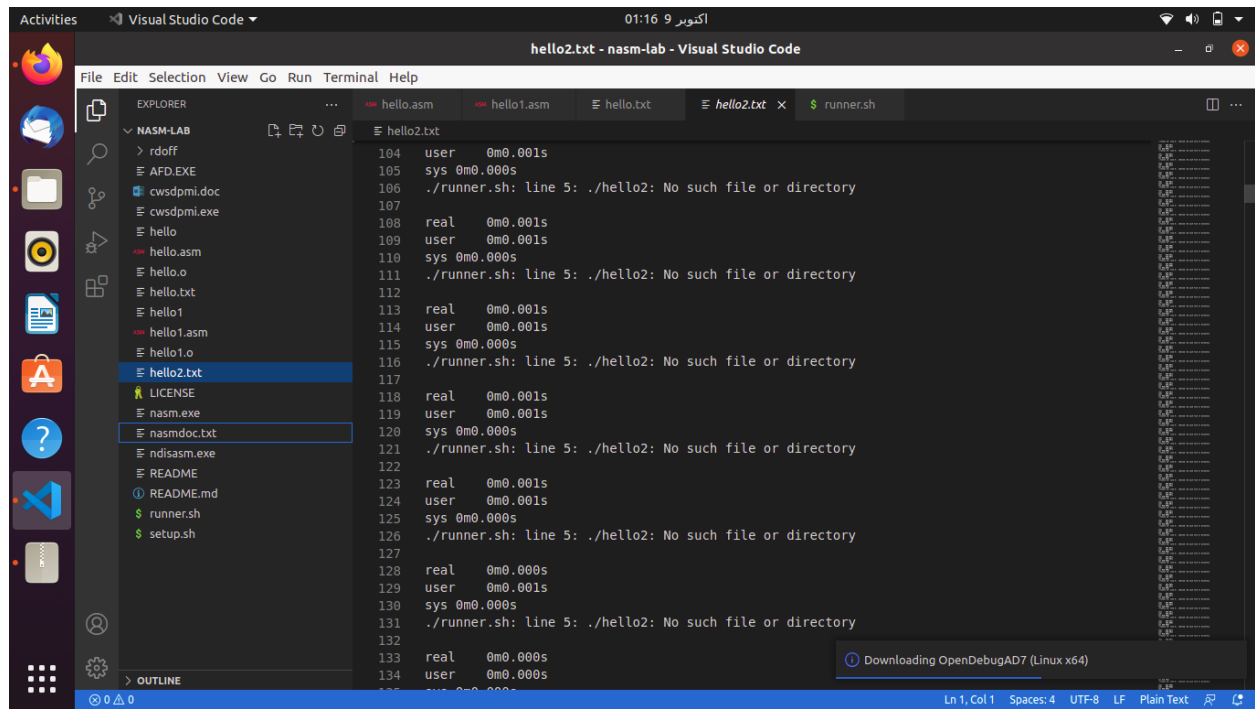 Activities Visual Studio Code 01:16 9 اکتوبر
hello2.txt - nasm-lab - Visual Studio Code
File Edit Selection View Go Run Terminal Help
EXPLORER ...
NASM-LAB
rdoff
AFD.EXE
cwsdpmi.doc
cwsdpmi.exe
hello
hello.asm
hello.o
hello.txt
hello1
hello1.asm
hello1.o
hello2.txt
LICENSE
nasm.exe
nasmdoc.txt
ndisasm.exe
README
README.md
runner.sh
setup.sh
OUTLINE
hello.asm hello1.asm hello.txt hello2.txt runner.sh
hello2.txt
104 user 0m0.001s
105 sys 0m0.000s
106 ./runner.sh: line 5: ./hello2: No such file or directory
107
108 real 0m0.001s
109 user 0m0.001s
110 sys 0m0.000s
111 ./runner.sh: line 5: ./hello2: No such file or directory
112
113 real 0m0.001s
114 user 0m0.001s
115 sys 0m0.000s
116 ./runner.sh: line 5: ./hello2: No such file or directory
117
118 real 0m0.001s
119 user 0m0.001s
120 sys 0m0.000s
121 ./runner.sh: line 5: ./hello2: No such file or directory
122
123 real 0m0.001s
124 user 0m0.001s
125 sys 0m0.000s
126 ./runner.sh: line 5: ./hello2: No such file or directory
127
128 real 0m0.000s
129 user 0m0.001s
130 sys 0m0.000s
131 ./runner.sh: line 5: ./hello2: No such file or directory
132
133 real 0m0.000s
134 user 0m0.000s
Downloading OpenDebugAD7 (Linux x64)
0 0 Ln 1, Col 1 Spaces: 4 UTF-8 LF Plain Text